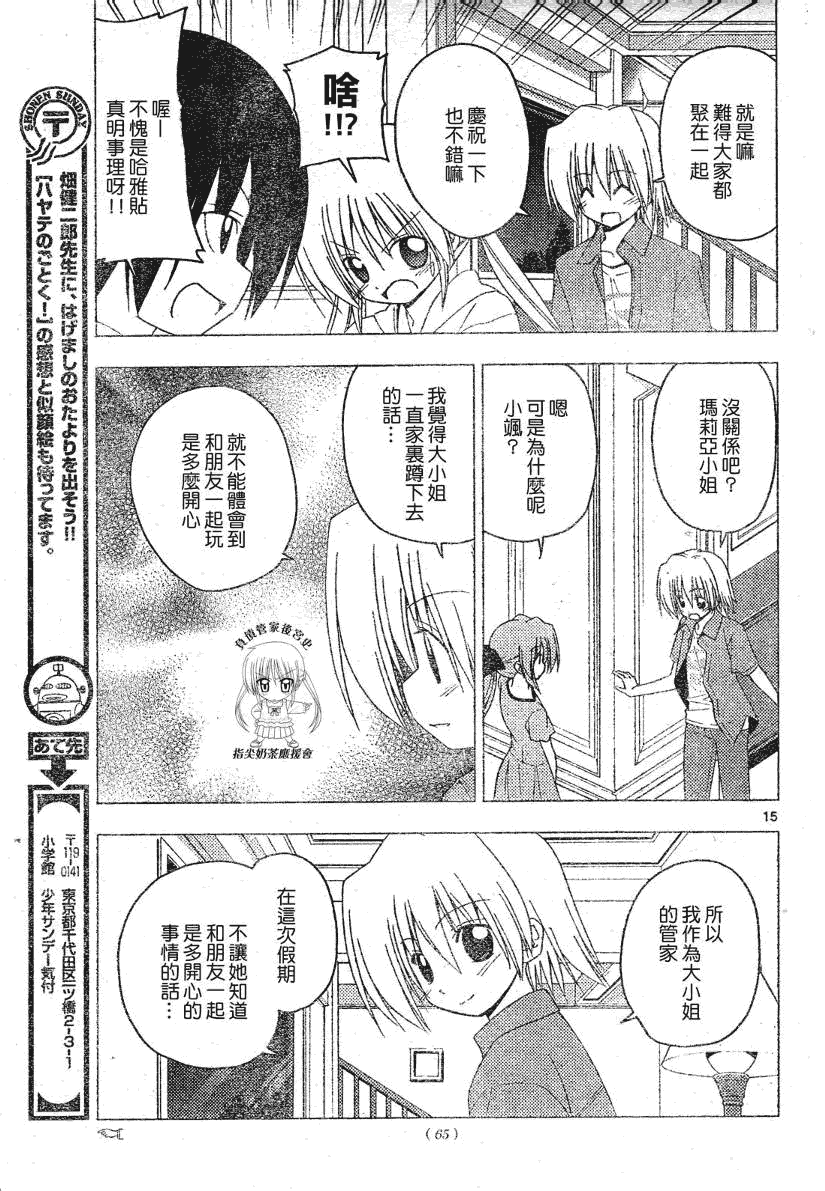 就是嘛
難得大家都
聚在一起
慶祝一下
也不錯嘛
啥
!!?
喔—
不愧是哈雅貼
真明事理呀!!
沒關係吧?
瑪莉亞小姐
嗯
可是為什麼呢
小颯?
我覺得大小姐
一直家裏蹲下去
的話…
就不能體會到
和朋友一起玩
是多麼開心
負債管家後宮史
指尖奶茶應援會
15
所以
我作為大小姐
的管家
在這次假期
不讓她知道
和朋友一起
是多開心的
事情的話…
(65)
SHONEN SUNDAY
〒
畑健二郎先生に、はげましのおたよりを出そう!!
『ハヤテのごとく!』の感想と似顔絵も待ってます。
あて先
〒119-0141 東京都千代田区一ツ橋2-3-1
小学館 少年サンデー気付